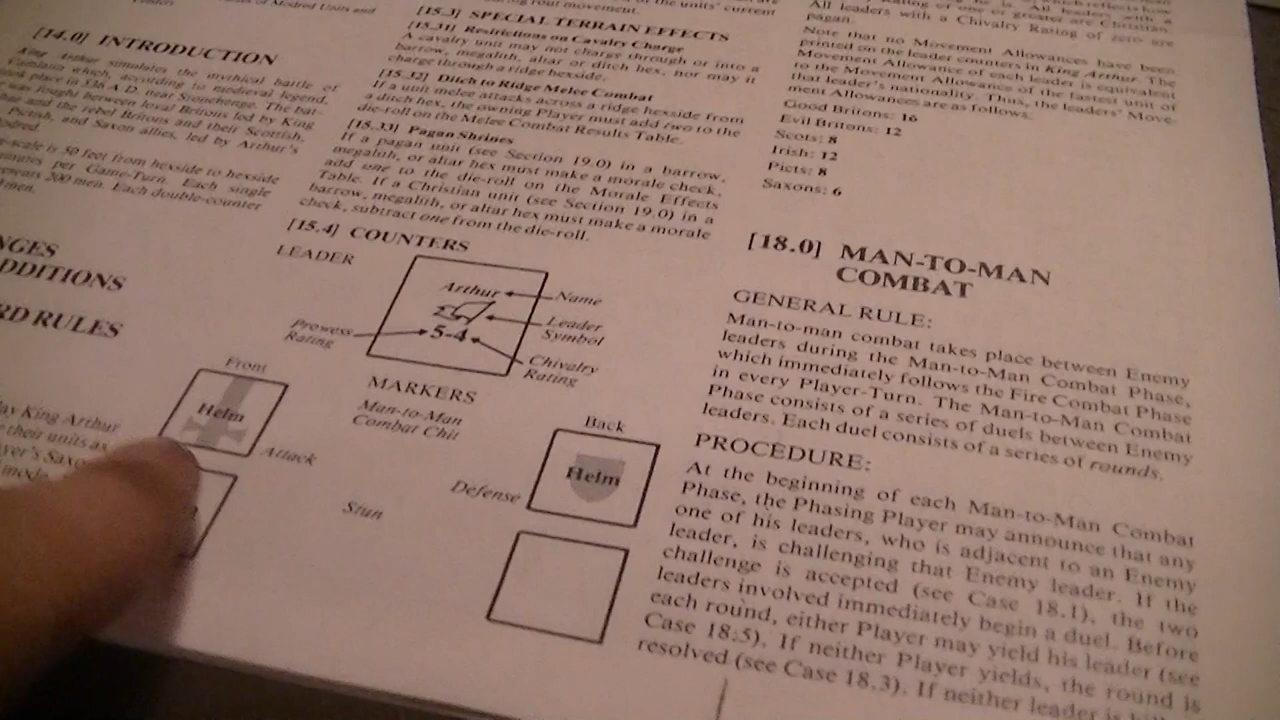 [14.0] INTRODUCTION
King Arthur simulates the mythical battle of
Camlann which, according to medieval legend,
took place in 536 A.D. near Stonehenge. The bat-
was fought between loyal Britons led by King
and the rebel Britons and their Scottish,
Pictish, and Saxon allies, led by Arthur's
-scale is 50 feet from hexside to hexside
minutes per Game-Turn. Each single
200 men. Each double-counter
men.
NGES
DDITIONS
RD RULES
ay King Arthur
their units as
yer's Saxo
mode
of the units' current
rout movement.
[15.3] SPECIAL TERRAIN EFFECTS
[15.31] Restrictions on Cavalry Charge
A cavalry unit may not charge through or into a
barrow, megalith, altar or ditch hex, nor may it
charge through a ridge hexside.
[15.32] Ditch to Ridge Melee Combat
If a unit melee attacks across a ridge hexside from
a ditch hex, the owning Player must add two to the
die-roll on the Melee Combat Results Table.
[15.33] Pagan Shrines
If a pagan unit (see Section 19.0) in a barrow,
megalith, or altar hex must make a morale check,
add one to the die-roll on the Morale Effects
Table. If a Christian unit (see Section 19.0) in a
barrow, megalith, or altar hex must make a morale
check, subtract one from the die-roll.
[15.4] COUNTERS
LEADER
Arthur
5-4
Name
Leader
Symbol
Prowess
Rating
Chivalry
Rating
MARKERS
Man-to-Man
Combat Chit
Front
Helm
Attack
Back
Helm
Defense
Stun
All leaders with a Chivalry Rating of zero are
pagan.
Note that no Movement Allowances have been
printed on the leader counters in King Arthur. The
Movement Allowance of each leader is equivalent
to the Movement Allowance of the fastest unit of
that leader's nationality. Thus, the leaders' Move-
ment Allowances are as follows.
Good Britons: 16
Evil Britons: 12
Scots: 8
Irish: 12
Picts: 8
Saxons: 6
[18.0] MAN-TO-MAN
COMBAT
GENERAL RULE:
Man-to-man combat takes place between Enemy
leaders during the Man-to-Man Combat Phase,
which immediately follows the Fire Combat Phase
in every Player-Turn. The Man-to-Man Combat
Phase consists of a series of duels between Enemy
leaders. Each duel consists of a series of rounds.
PROCEDURE:
At the beginning of each Man-to-Man Combat
Phase, the Phasing Player may announce that any
one of his leaders, who is adjacent to an Enemy
leader, is challenging that Enemy leader. If the
challenge is accepted (see Case 18.1), the two
leaders involved immediately begin a duel. Before
each round, either Player may yield his leader (see
Case 18.5). If neither Player yields, the round is
resolved (see Case 18.3). If neither leader is